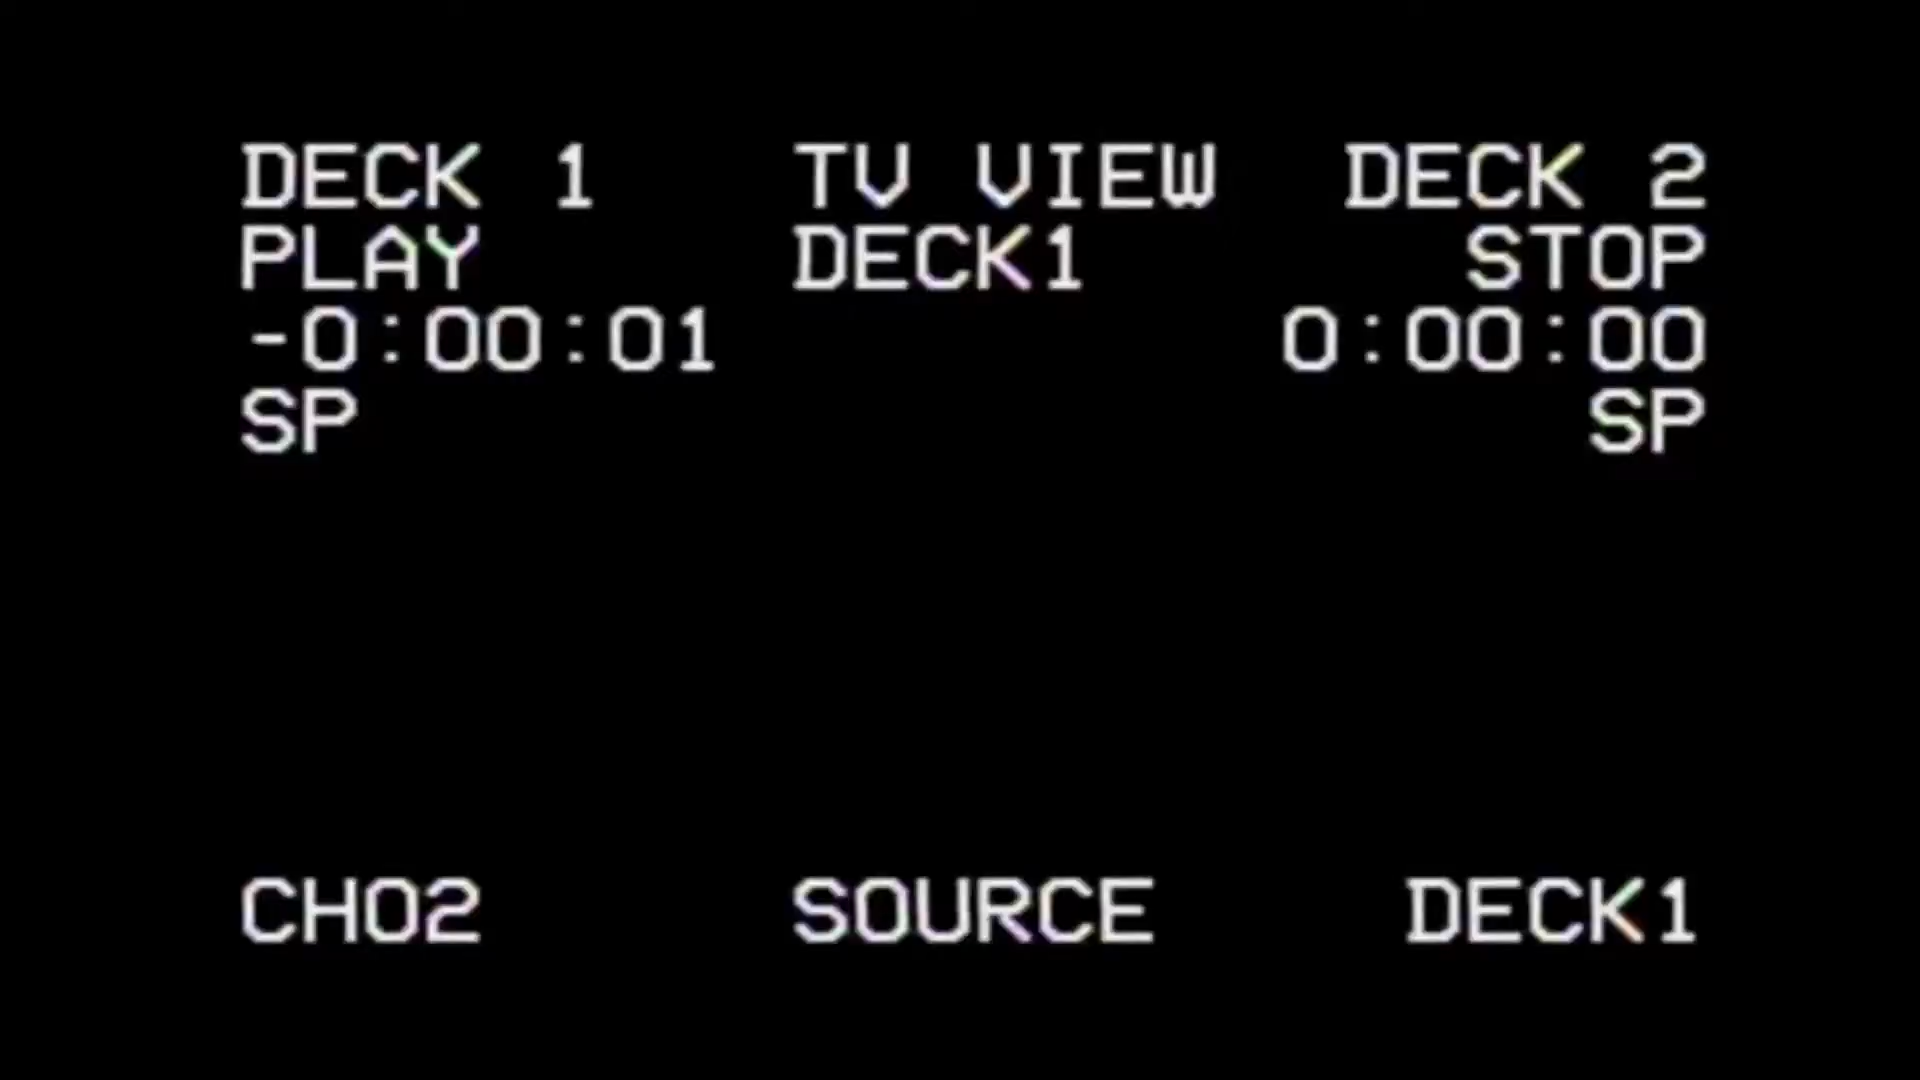 DECK 1 TV VIEW DECK 2
PLAY DECK1 STOP
-0:00:01 0:00:00
SP SP
CH02 SOURCE DECK1